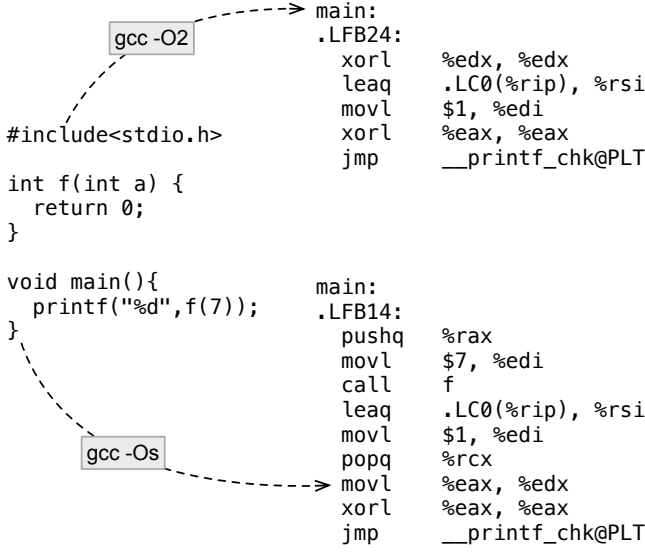 gcc -O2
#include<stdio.h>
int f(int a) {
  return 0;
}
void main(){
  printf("%d",f(7));
}
gcc -Os
main:
.LFB24:
  xorl    %edx, %edx
  leaq    .LC0(%rip), %rsi
  movl    $1, %edi
  xorl    %eax, %eax
  jmp     __printf_chk@PLT
main:
.LFB14:
  pushq   %rax
  movl    $7, %edi
  call    f
  leaq    .LC0(%rip), %rsi
  movl    $1, %edi
  popq    %rcx
  movl    %eax, %edx
  xorl    %eax, %eax
  jmp     __printf_chk@PLT